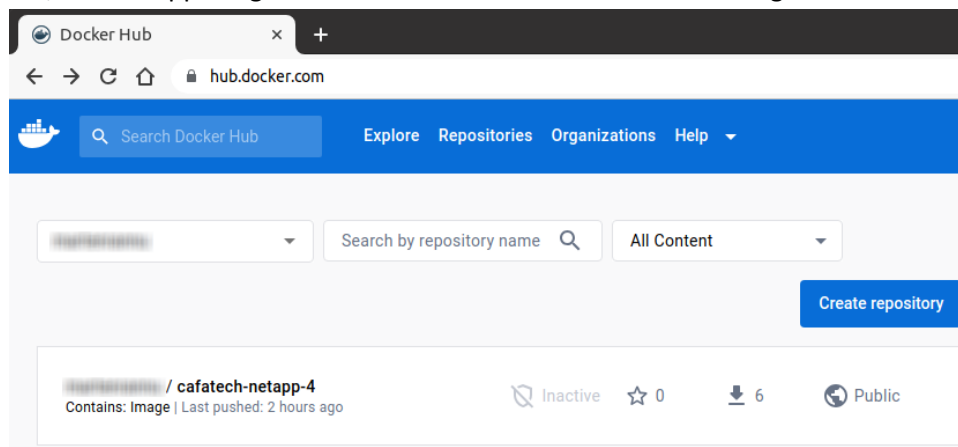 Docker Hub
hub.docker.com
Search Docker Hub Explore Repositories Organizations Help
Search by repository name All Content
Create repository
/ cafatech-netapp-4 Inactive 0 6 Public
Contains: Image | Last pushed: 2 hours ago